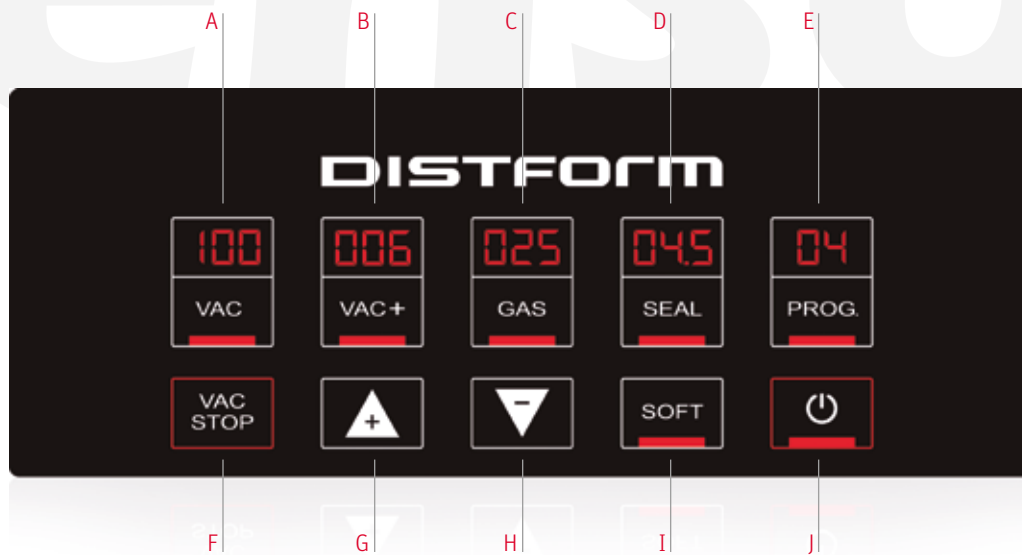 A B C D E
DISTFORM
100 006 025 04.5 04
VAC VAC+ GAS SEAL PROG.
VAC STOP + - SOFT
F G H I J